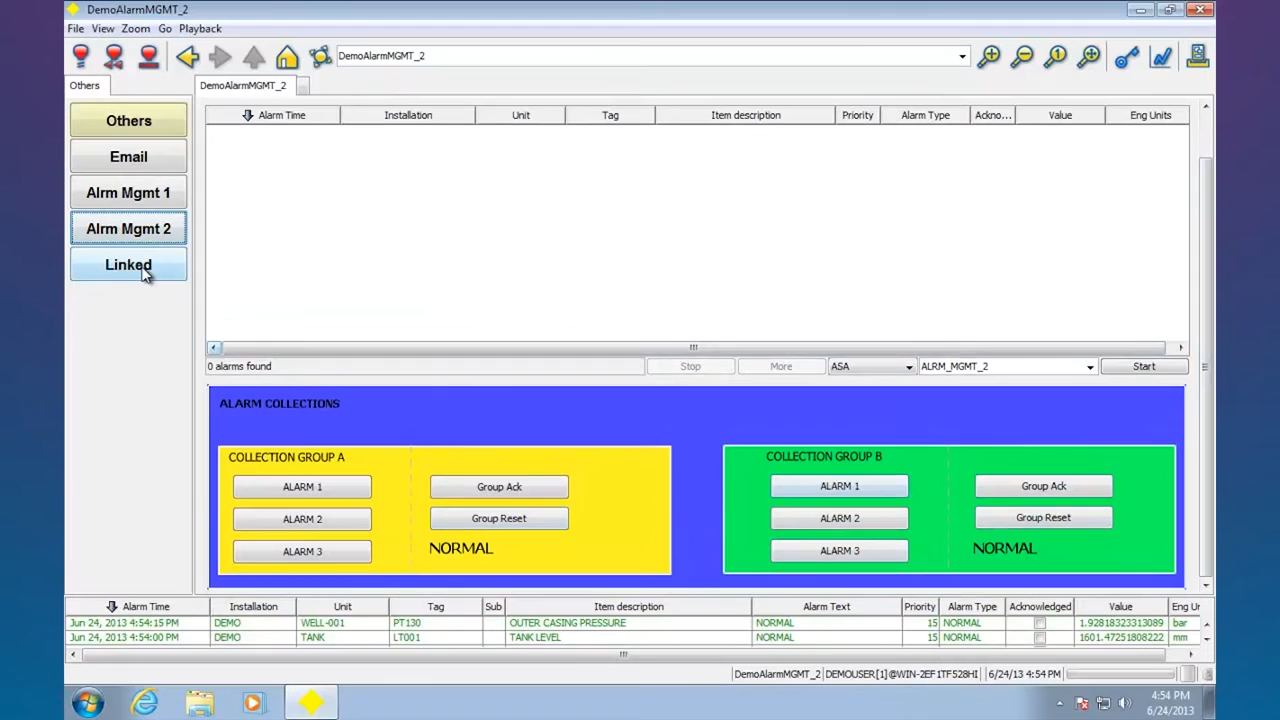 DemoAlarmMGMT_2
File View Zoom Go Playback
DemoAlarmMGMT_2
Others
DemoAlarmMGMT_2
Others
Email
Alrm Mgmt 1
Alrm Mgmt 2
Linked
Alarm Time Installation Unit Tag Item description Priority Alarm Type Ackno... Value Eng Units
0 alarms found Stop More ASA ALRM_MGMT_2 Start
ALARM COLLECTIONS
COLLECTION GROUP A
ALARM 1 Group Ack
ALARM 2 Group Reset
ALARM 3 NORMAL
COLLECTION GROUP B
ALARM 1 Group Ack
ALARM 2 Group Reset
ALARM 3 NORMAL
Alarm Time Installation Unit Tag Sub Item description Alarm Text Priority Alarm Type Acknowledged Value Eng Ur
Jun 24, 2013 4:54:15 PM DEMO WELL-001 PT130 OUTER CASING PRESSURE NORMAL 15 NORMAL 1.92818323313089 bar
Jun 24, 2013 4:54:00 PM DEMO TANK LT001 TANK LEVEL NORMAL 15 NORMAL 1601.47251808222 mm
DemoAlarmMGMT_2 DEMOUSER[1]@WIN-2EF1TF528HI 6/24/13 4:54 PM
4:54 PM
6/24/2013